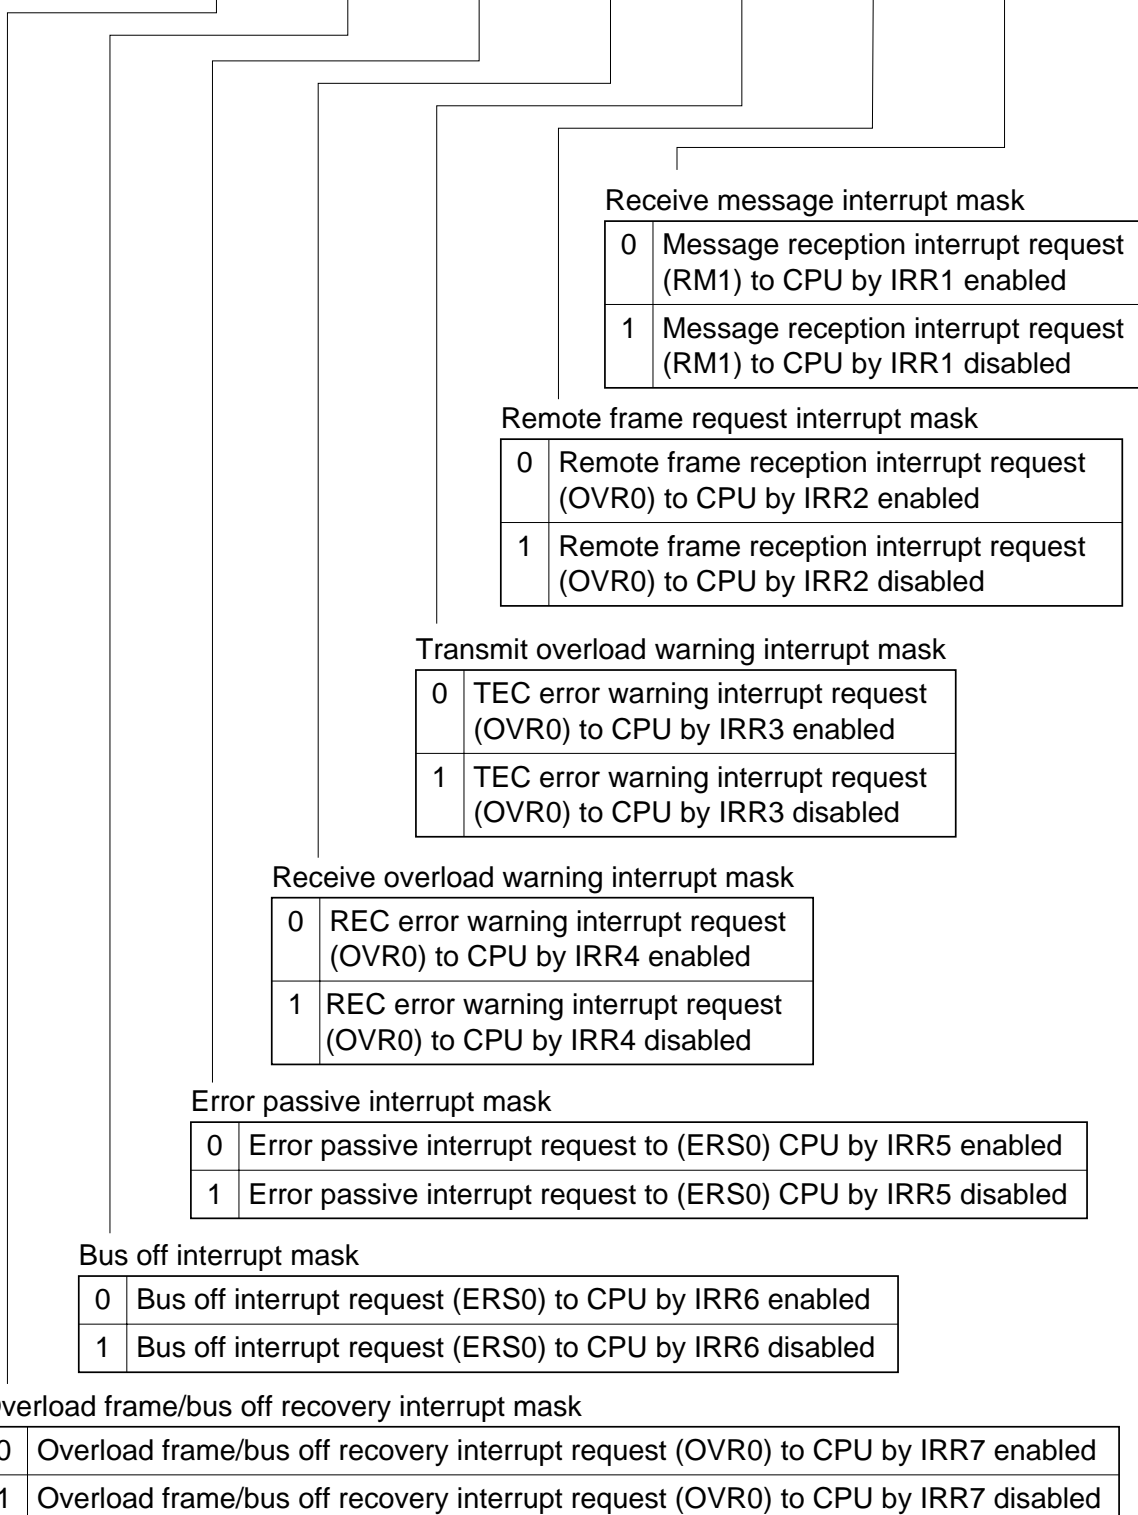 Receive message interrupt mask
0 Message reception interrupt request
(RM1) to CPU by IRR1 enabled
1 Message reception interrupt request
(RM1) to CPU by IRR1 disabled
Remote frame request interrupt mask
0 Remote frame reception interrupt request
(OVR0) to CPU by IRR2 enabled
1 Remote frame reception interrupt request
(OVR0) to CPU by IRR2 disabled
Transmit overload warning interrupt mask
0 TEC error warning interrupt request
(OVR0) to CPU by IRR3 enabled
1 TEC error warning interrupt request
(OVR0) to CPU by IRR3 disabled
Receive overload warning interrupt mask
0 REC error warning interrupt request
(OVR0) to CPU by IRR4 enabled
1 REC error warning interrupt request
(OVR0) to CPU by IRR4 disabled
Error passive interrupt mask
0 Error passive interrupt request to (ERS0) CPU by IRR5 enabled
1 Error passive interrupt request to (ERS0) CPU by IRR5 disabled
Bus off interrupt mask
0 Bus off interrupt request (ERS0) to CPU by IRR6 enabled
1 Bus off interrupt request (ERS0) to CPU by IRR6 disabled
verload frame/bus off recovery interrupt mask
0 Overload frame/bus off recovery interrupt request (OVR0) to CPU by IRR7 enabled
1 Overload frame/bus off recovery interrupt request (OVR0) to CPU by IRR7 disabled